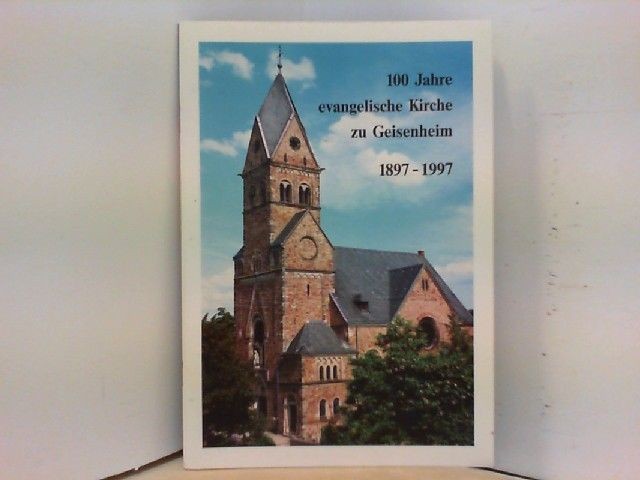 100 Jahre
evangelische Kirche
zu Geisenheim
1897 - 1997